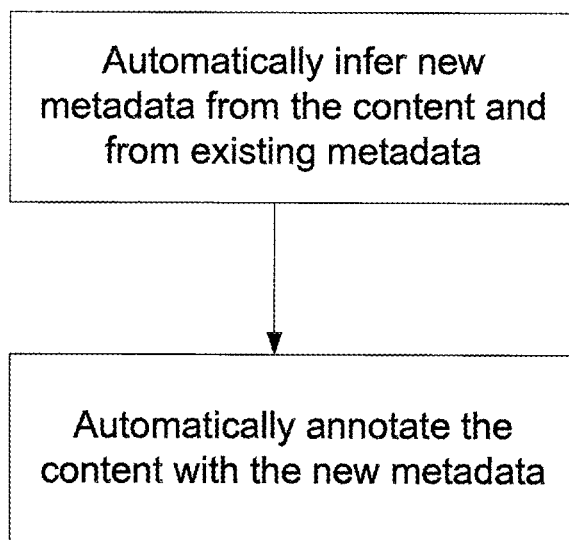 Automatically infer new
metadata from the content and
from existing metadata
Automatically annotate the
content with the new metadata